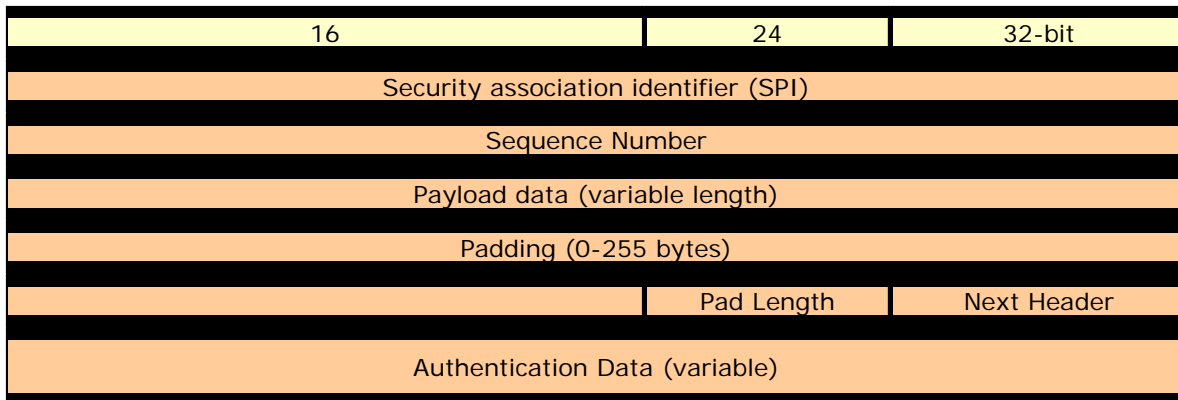 16 24 32-bit
Security association identifier (SPI)
Sequence Number
Payload data (variable length)
Padding (0-255 bytes)
Pad Length Next Header
Authentication Data (variable)